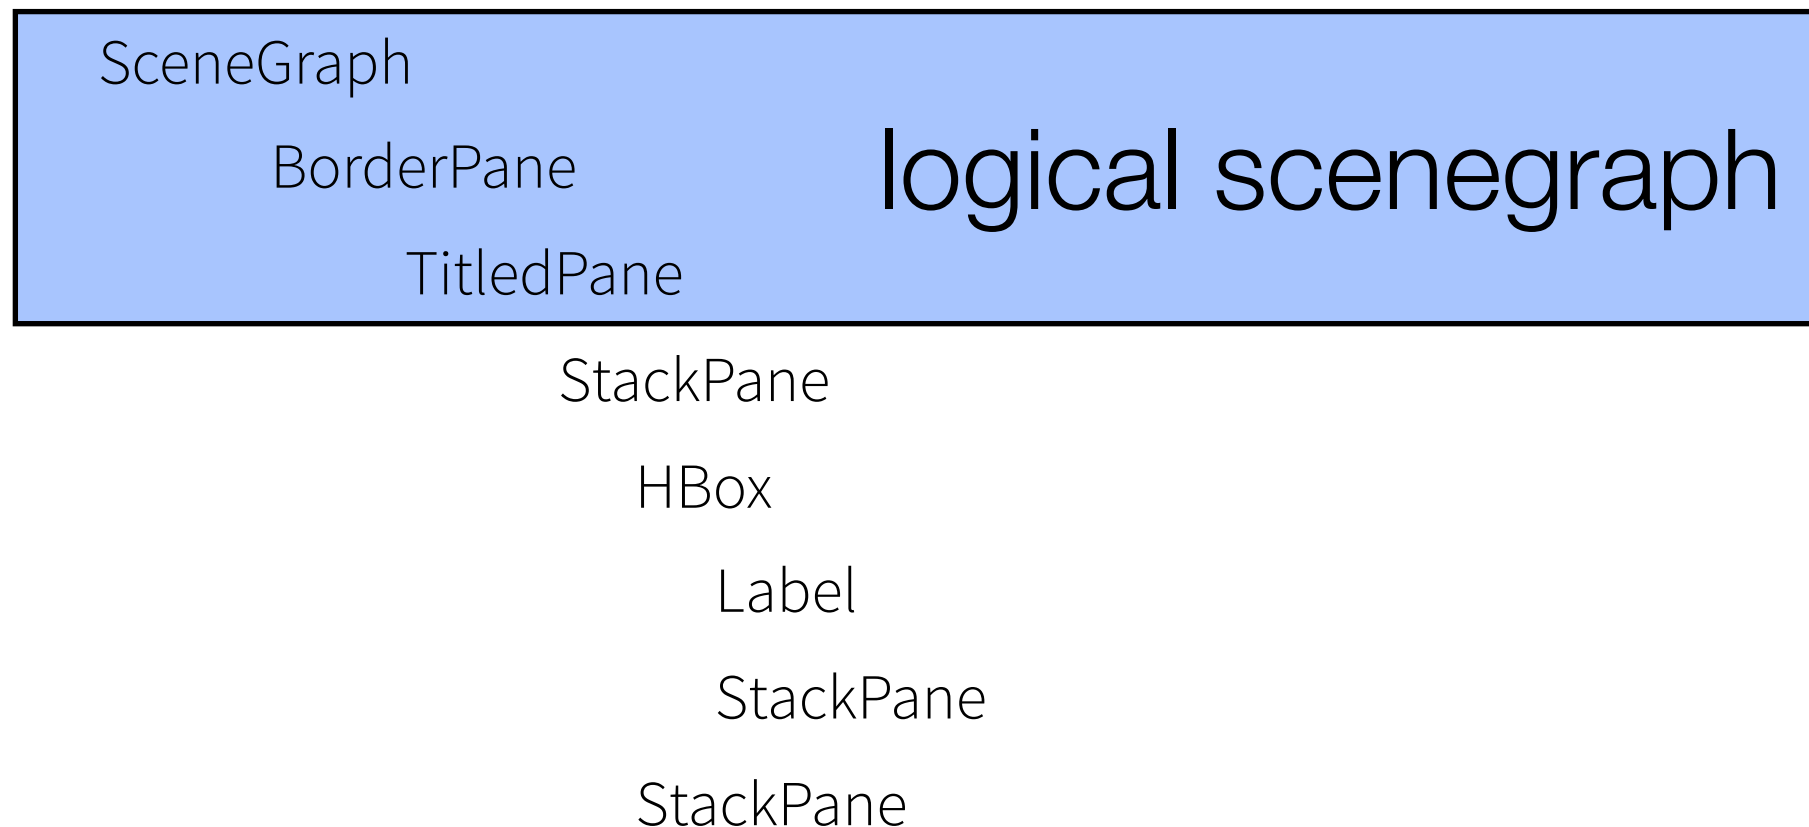 SceneGraph
BorderPane
logical scenegraph
TitledPane
StackPane
HBox
Label
StackPane
StackPane